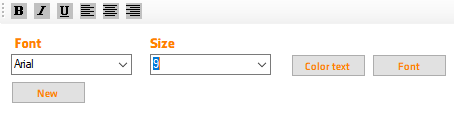 B I U
Font Size
Arial 9 Color text Font
New